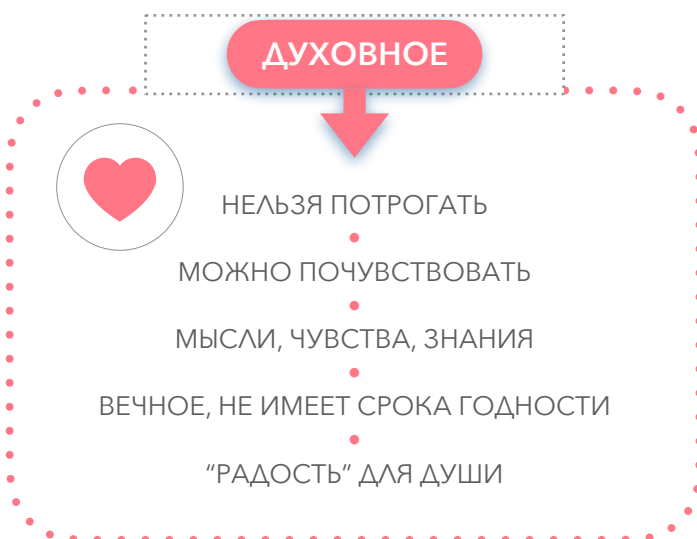 ДУХОВНОЕ
НЕЛЬЗЯ ПОТРОГАТЬ
МОЖНО ПОЧУВСТВОВАТЬ
МЫСЛИ, ЧУВСТВА, ЗНАНИЯ
ВЕЧНОЕ, НЕ ИМЕЕТ СРОКА ГОДНОСТИ
“РАДОСТЬ” ДЛЯ ДУШИ